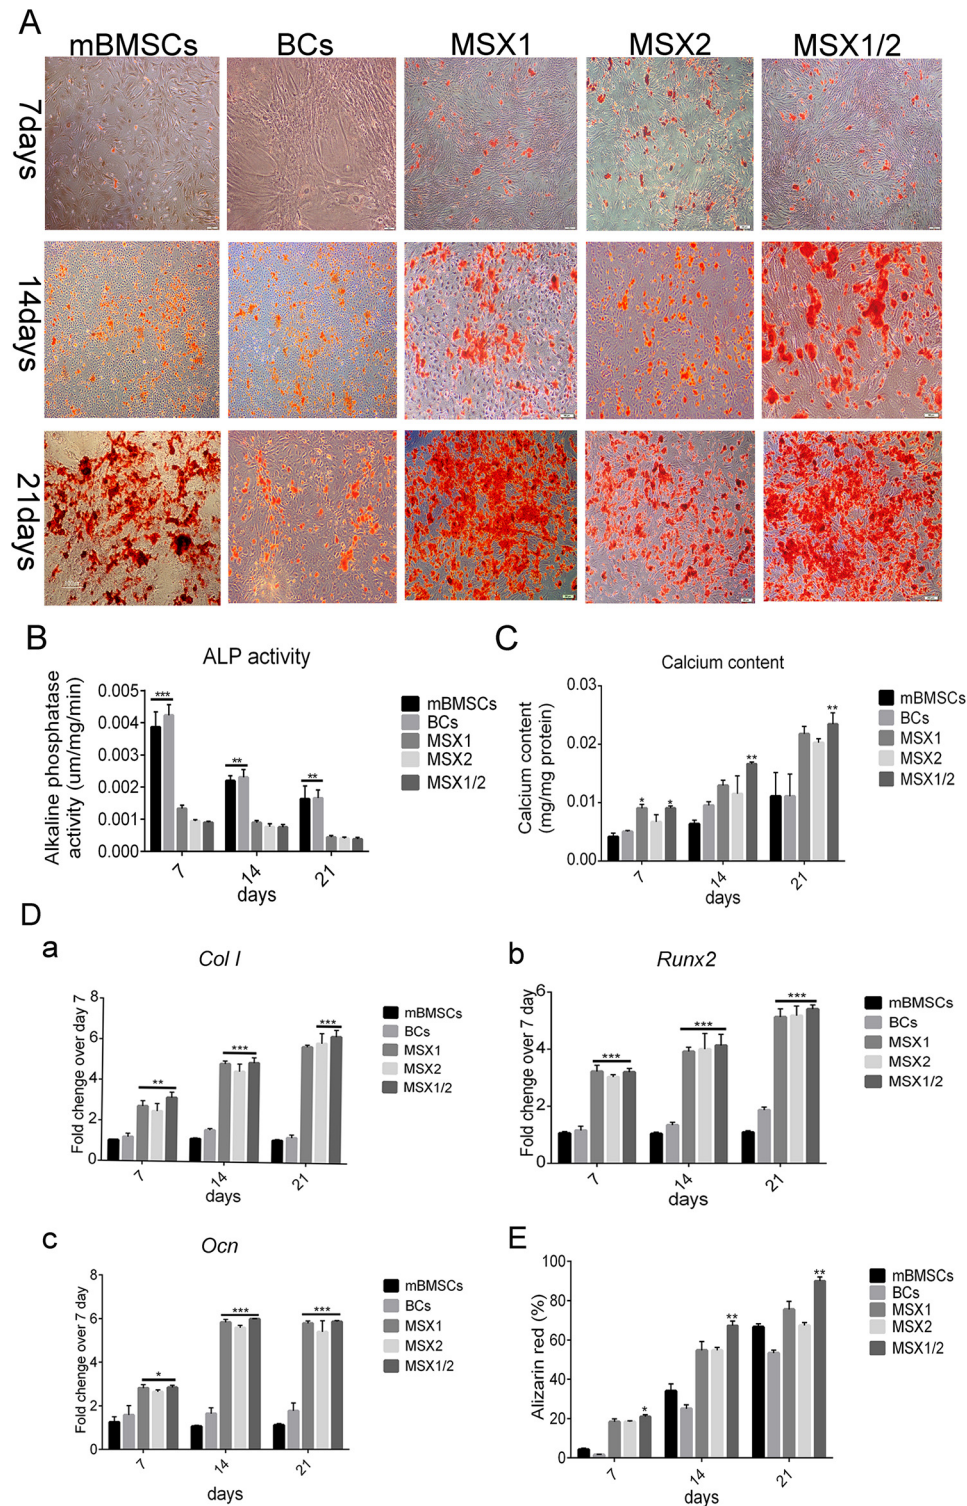 A
mBMSCs BCs MSX1 MSX2 MSX1/2
7days
14days
21days
B
ALP activity
Alkaline phosphatase
activity (um/mg/min)
0.005
0.004
0.003
0.002
0.001
0.000
*** ** **
7 14 21
days
mBMSCs
BCs
MSX1
MSX2
MSX1/2
C
Calcium content
Calcium content
(mg/mg protein)
0.03
0.02
0.01
0.00
* * ** **
7 14 21
days
mBMSCs
BCs
MSX1
MSX2
MSX1/2
D
a
Col I
Fold change over day 7
8
6
4
2
0
** *** ***
7 14 21
days
mBMSCs
BCs
MSX1
MSX2
MSX1/2
b
Runx2
Fold change over 7 day
6
4
2
0
*** *** ***
7 14 21
days
mBMSCs
BCs
MSX1
MSX2
MSX1/2
c
Ocn
Fold change over 7 day
8
6
4
2
0
* *** ***
7 14 21
days
mBMSCs
BCs
MSX1
MSX2
MSX1/2
E
Alizarin red (%)
100
80
60
40
20
0
* ** **
7 14 21
days
mBMSCs
BCs
MSX1
MSX2
MSX1/2